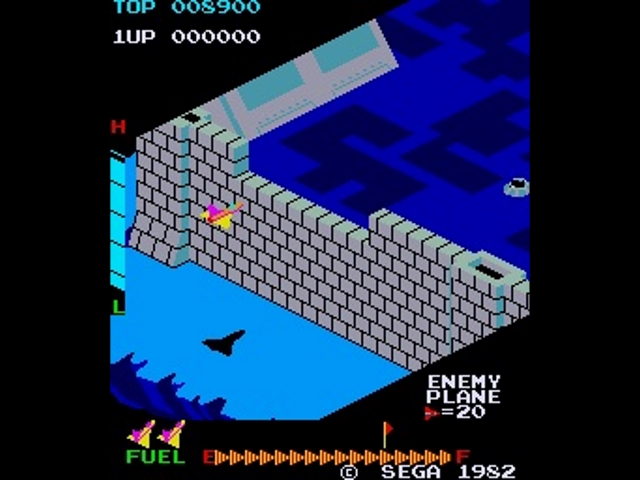 TOP 008900
1UP 000000
H
L
ENEMY
PLANE
=20
FUEL E F
© SEGA 1982